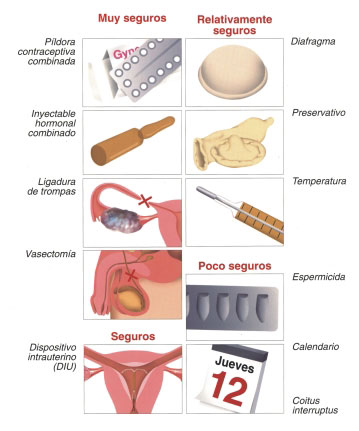 Muy seguros
Píldora
contraceptiva
combinada
Gyn
Inyectable
hormonal
combinado
Ligadura
de trompas
Vasectomía
Seguros
Dispositivo
intrauterino
(DIU)
Relativamente
seguros
Diafragma
Preservativo
Temperatura
Poco seguros
Espermicida
Calendario
Jueves
12
Coitus
interruptus